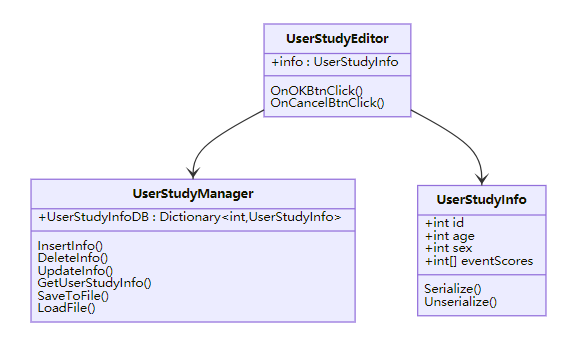 UserStudyEditor
+info : UserStudyInfo
OnOKBtnClick()
OnCancelBtnClick()
UserStudyManager
+UserStudyInfoDB : Dictionary<int,UserStudyInfo>
InsertInfo()
DeleteInfo()
UpdateInfo()
GetUserStudyInfo()
SaveToFile()
LoadFile()
UserStudyInfo
+int id
+int age
+int sex
+int[] eventScores
Serialize()
Unserialize()